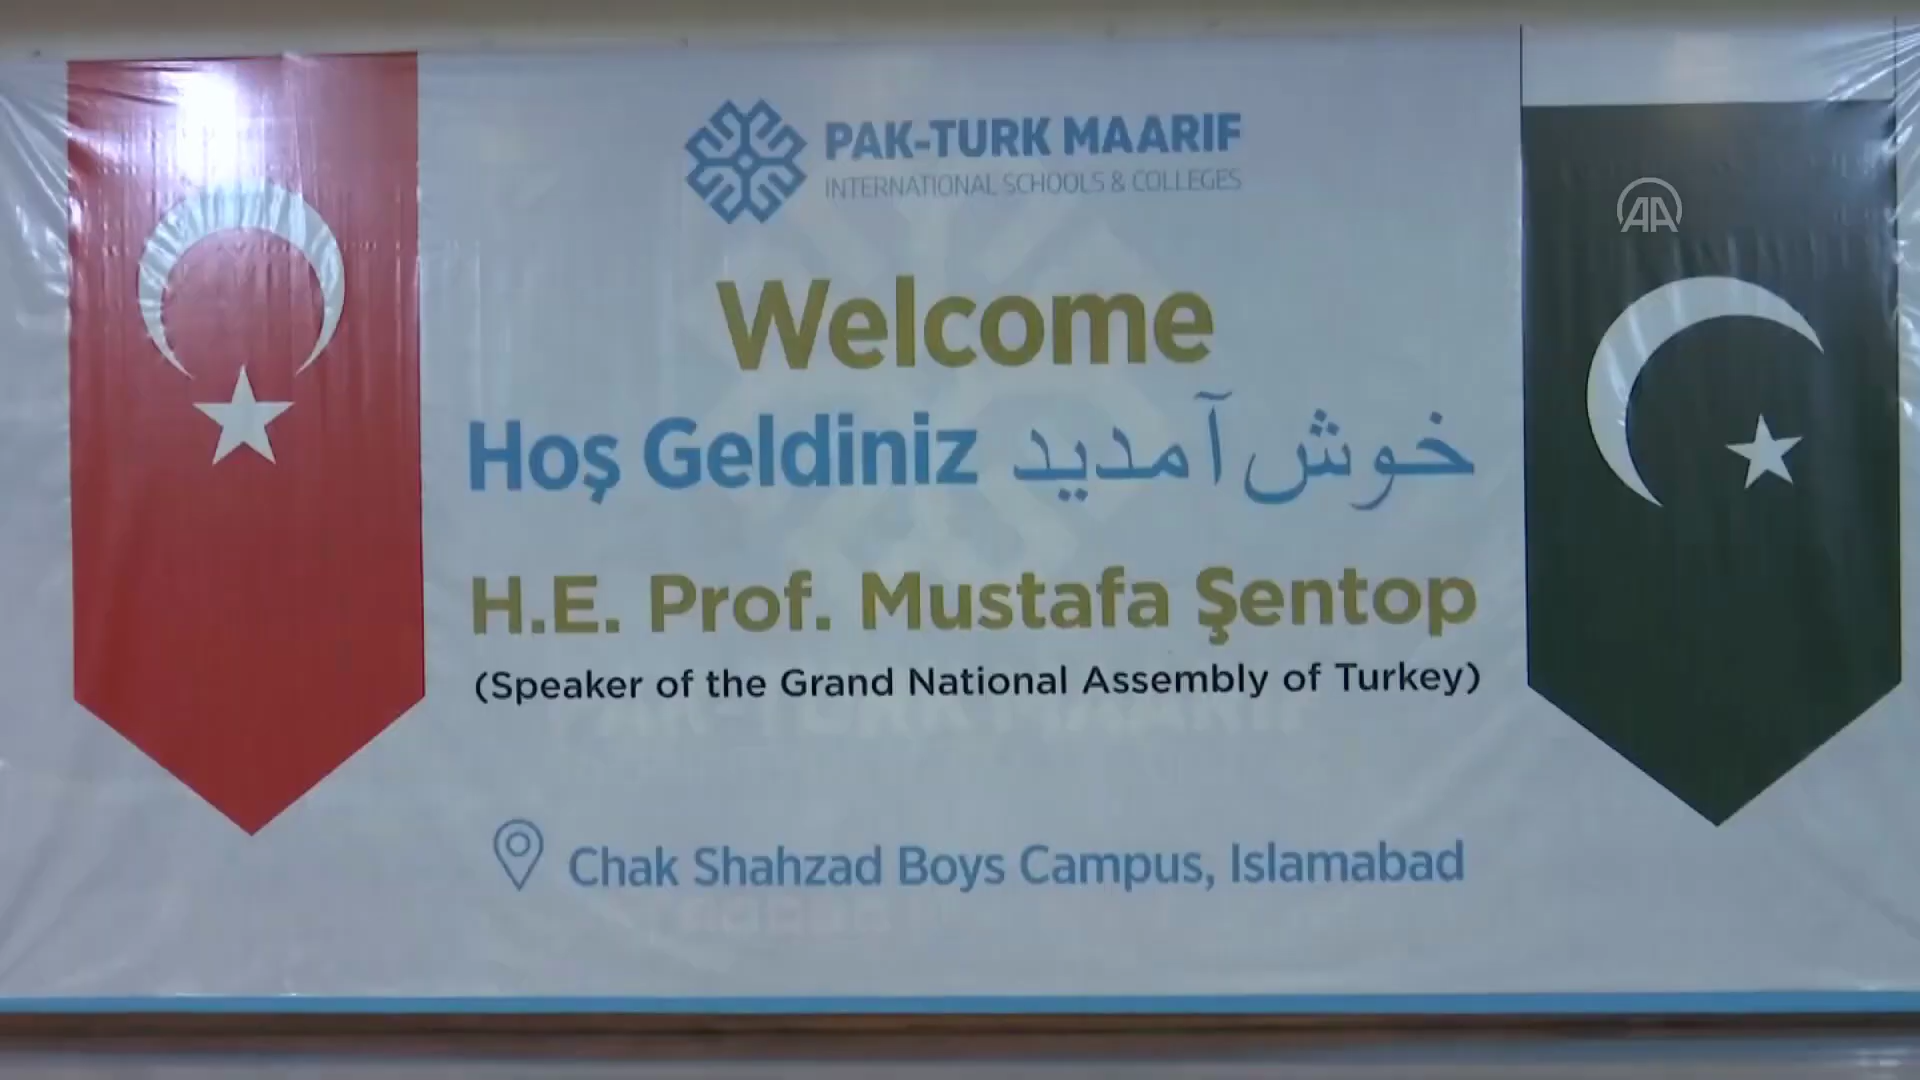 PAK-TURK MAARIF
INTERNATIONAL SCHOOLS & COLLEGES
AA
Welcome
Hoş Geldiniz خوش آمدید
H.E. Prof. Mustafa Şentop
(Speaker of the Grand National Assembly of Turkey)
Chak Shahzad Boys Campus, Islamabad